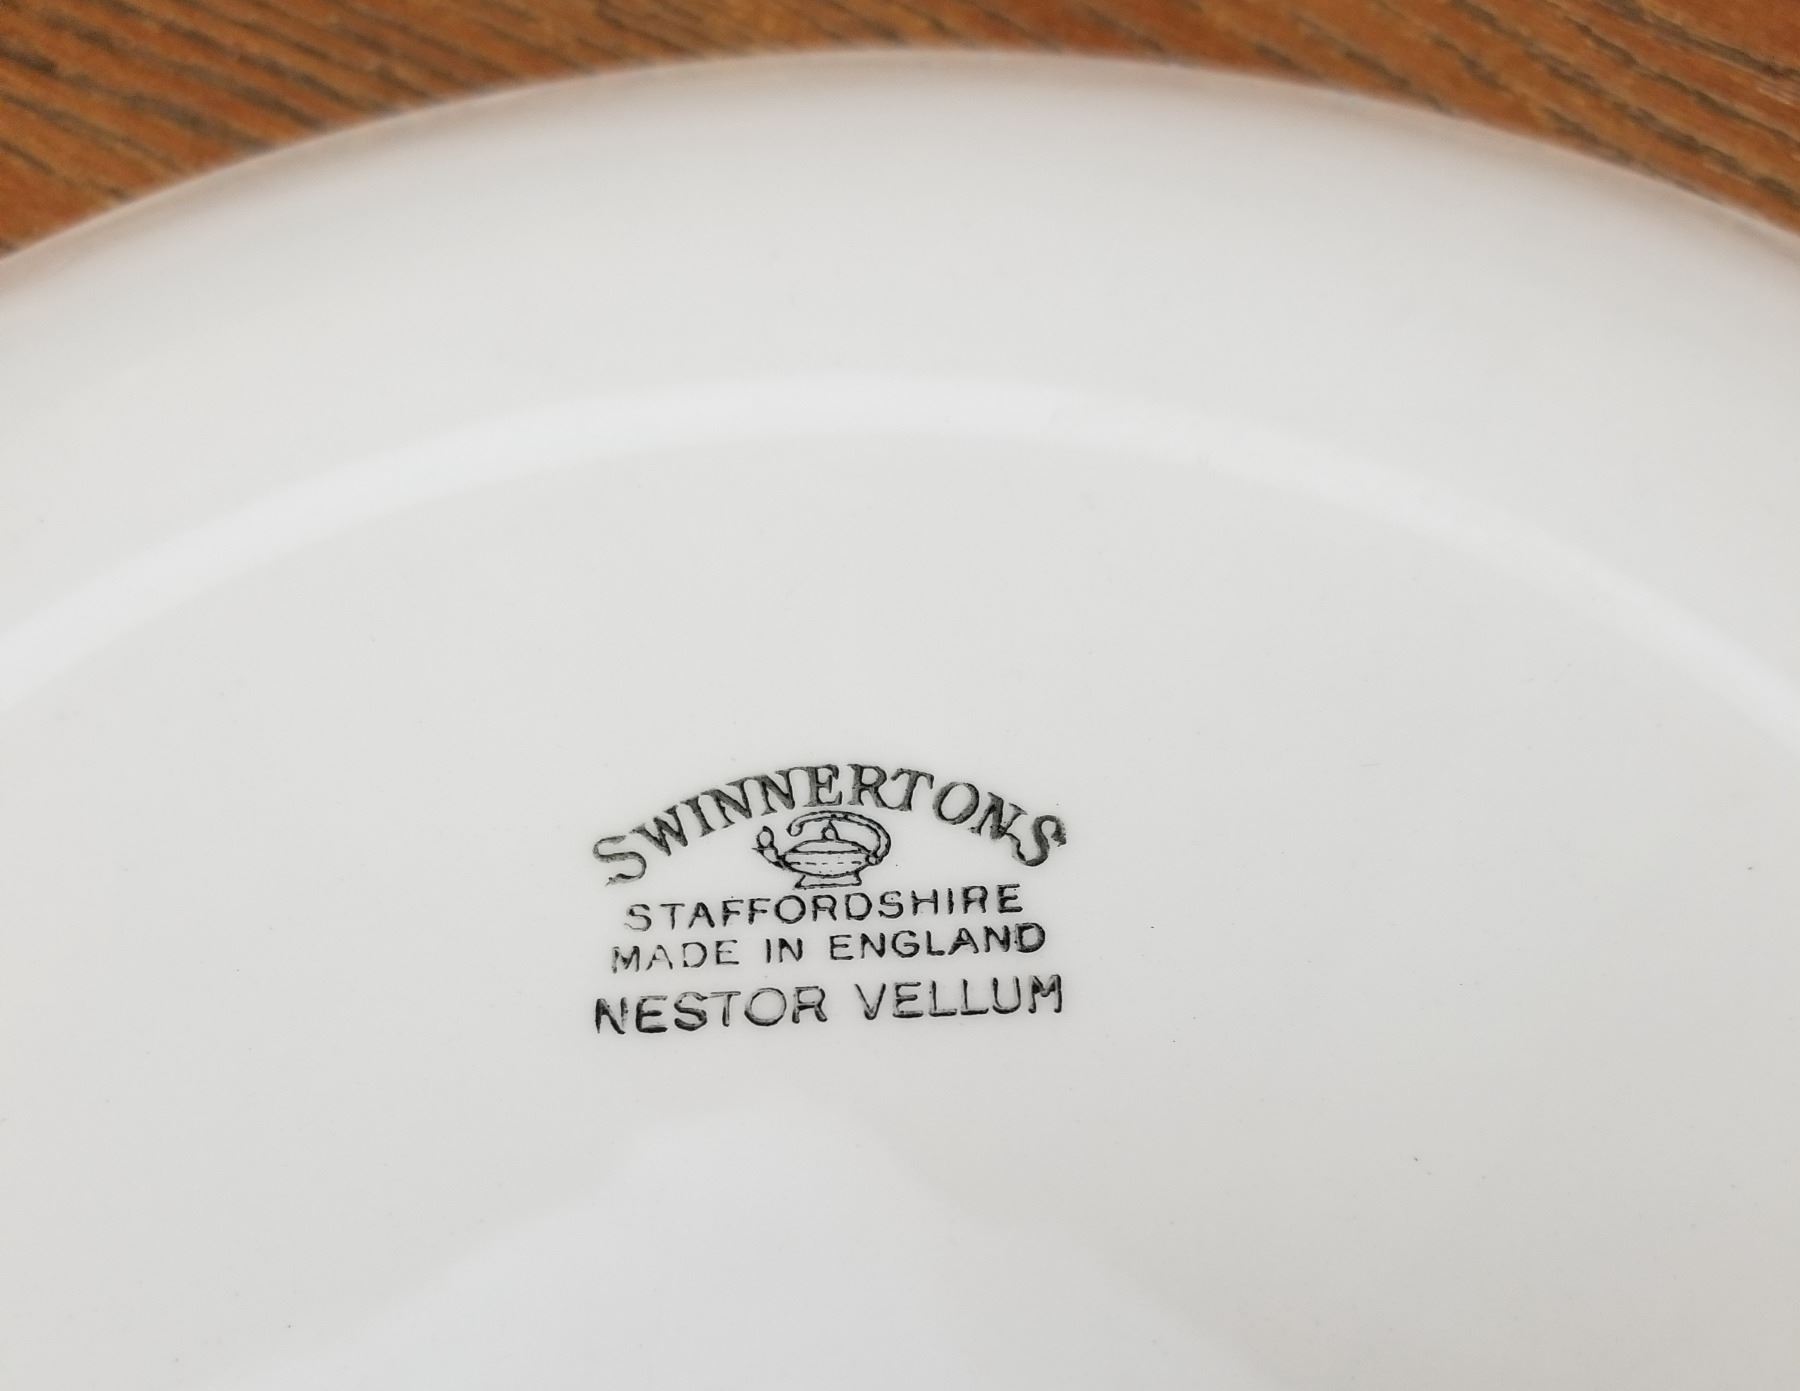 SWINNERTONS
STAFFORDSHIRE
MADE IN ENGLAND
NESTOR VELLUM